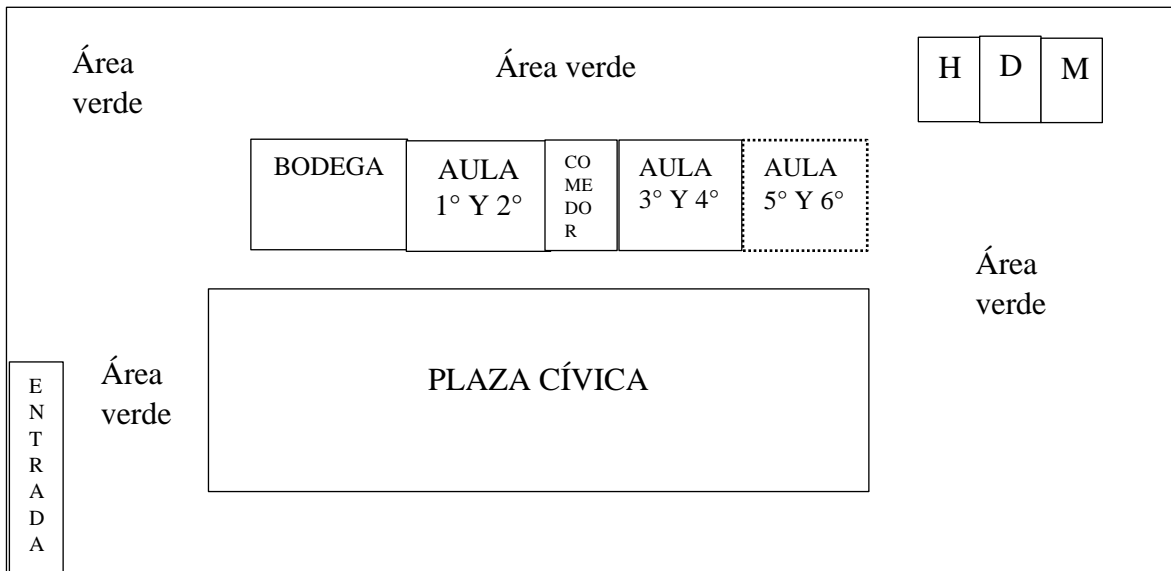 Área
verde
Área verde
H
D
M
BODEGA
AULA
1° Y 2°
CO
ME
DO
R
AULA
3° Y 4°
AULA
5° Y 6°
Área
verde
Área
verde
PLAZA CÍVICA
E
N
T
R
A
D
A